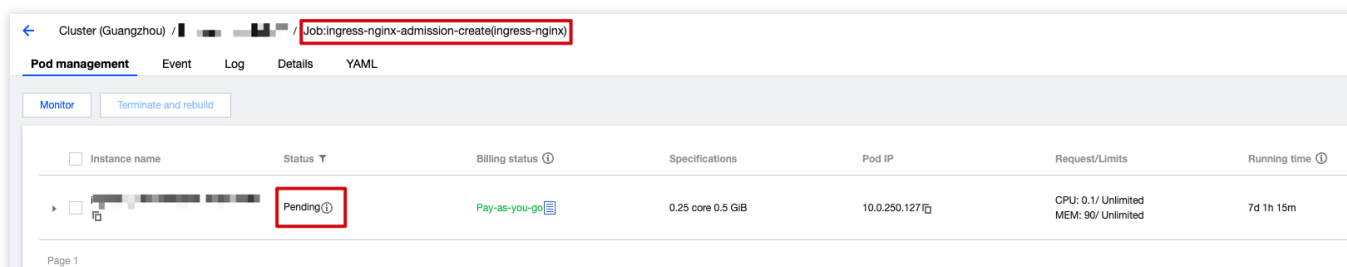 Cluster (Guangzhou) / / Job:ingress-nginx-admission-create(ingress-nginx)
Pod management Event Log Details YAML
Monitor Terminate and rebuild
Instance name Status Billing status Specifications Pod IP Request/Limits Running time
Pending Pay-as-you-go 0.25 core 0.5 GiB 10.0.250.127 CPU: 0.1/ Unlimited 7d 1h 15m
MEM: 90/ Unlimited
Page 1